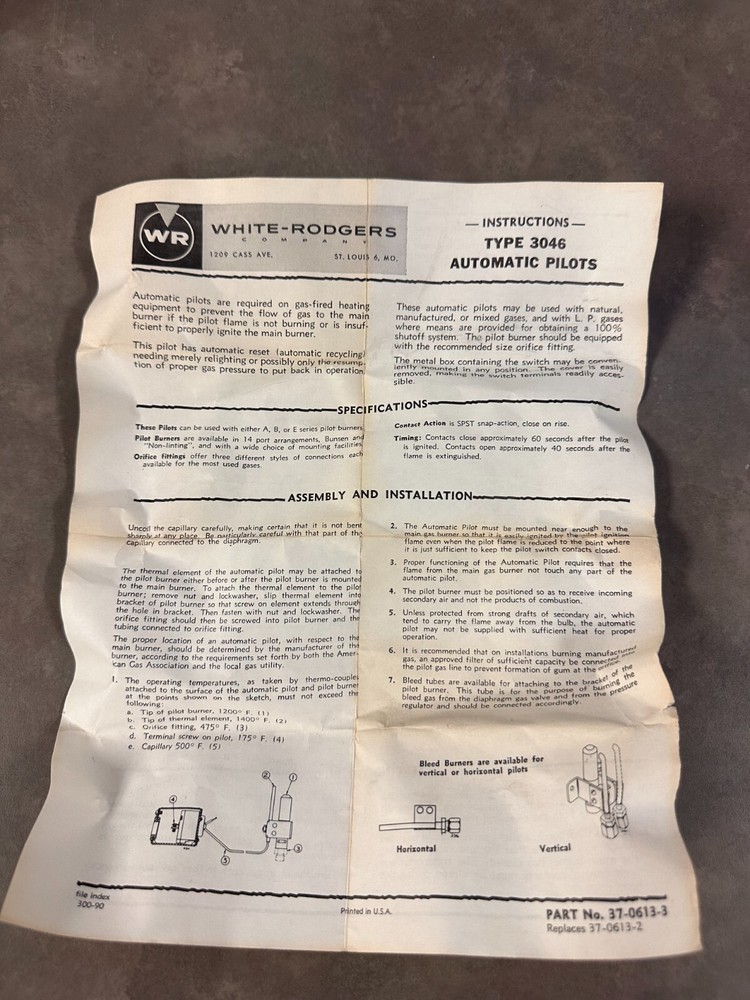 WR
WHITE-RODGERS
COMPANY
1209 CASS AVE. ST. LOUIS 6, MO.
— INSTRUCTIONS —
TYPE 3046
AUTOMATIC PILOTS
Automatic pilots are required on gas-fired heating
equipment to prevent the flow of gas to the main
burner if the pilot flame is not burning or is insuf-
ficient to properly ignite the main burner.
This pilot has automatic reset (automatic recycling)
needing merely relighting or possibly only the resump-
tion of proper gas pressure to put back in operation.
These automatic pilots may be used with natural,
manufactured, or mixed gases, and with L. P. gases
where means are provided for obtaining a 100%
shutoff system. The pilot burner should be equipped
with the recommended size orifice fitting.
The metal box containing the switch may be conven-
iently mounted in any position. The cover is easily
removed, making the switch terminals readily acces-
sible.
SPECIFICATIONS
These Pilots can be used with either A, B, or E series pilot burners.
Pilot Burners are available in 14 port arrangements, Bunsen and
"Non-linting", and with a wide choice of mounting facilities.
Orifice fittings offer three different styles of connections each
available for the most used gases.
Contact Action is SPST snap-action, close on rise.
Timing: Contacts close approximately 60 seconds after the pilot
is ignited. Contacts open approximately 40 seconds after the
flame is extinguished.
ASSEMBLY AND INSTALLATION
Uncoil the capillary carefully, making certain that it is not bent
sharply at any place. Be particularly careful with that part of the
capillary connected to the diaphragm.
The thermal element of the automatic pilot may be attached to
the pilot burner either before or after the pilot burner is mounted
to the main burner. To attach the thermal element to the pilot
burner; remove nut and lockwasher, slip thermal element into
bracket of pilot burner so that screw on element extends through
the hole in bracket. Then fasten with nut and lockwasher. The
orifice fitting should then be screwed into pilot burner and the
tubing connected to orifice fitting.
The proper location of an automatic pilot, with respect to the
main burner, should be determined by the manufacturer of the
burner, according to the requirements set forth by both the Amer-
ican Gas Association and the local gas utility.
1. The operating temperatures, as taken by thermo-couples
attached to the surface of the automatic pilot and pilot burner
at the points shown on the sketch, must not exceed the
following:
a. Tip of pilot burner, 1200° F. (1)
b. Tip of thermal element, 1400° F. (2)
c. Orifice fitting, 475° F. (3)
d. Terminal screw on pilot, 175° F. (4)
e. Capillary 500° F. (5)
2. The Automatic Pilot must be mounted near enough to the
main gas burner so that it is easily ignited by the pilot ignition
flame even when the pilot flame is reduced to the point where
it is just sufficient to keep the pilot switch contacts closed.
3. Proper functioning of the Automatic Pilot requires that the
flame from the main gas burner not touch any part of the
automatic pilot.
4. The pilot burner must be positioned so as to receive incoming
secondary air and not the products of combustion.
5. Unless protected from strong drafts of secondary air, which
tend to carry the flame away from the bulb, the automatic
pilot may not be supplied with sufficient heat for proper
operation.
6. It is recommended that on installations burning manufactured
gas, an approved filter of sufficient capacity be connected into
the pilot gas line to prevent formation of gum at the orifice.
7. Bleed tubes are available for attaching to the bracket of the
pilot burner. This tube is for the purpose of burning the
bleed gas from the diaphragm gas valve and from the pressure
regulator and should be connected accordingly.
Bleed Burners are available for
vertical or horizontal pilots
4
2
1
5
3
Horizontal
Vertical
file index
300-90
Printed in U.S.A.
PART No. 37-0613-3
Replaces 37-0613-2